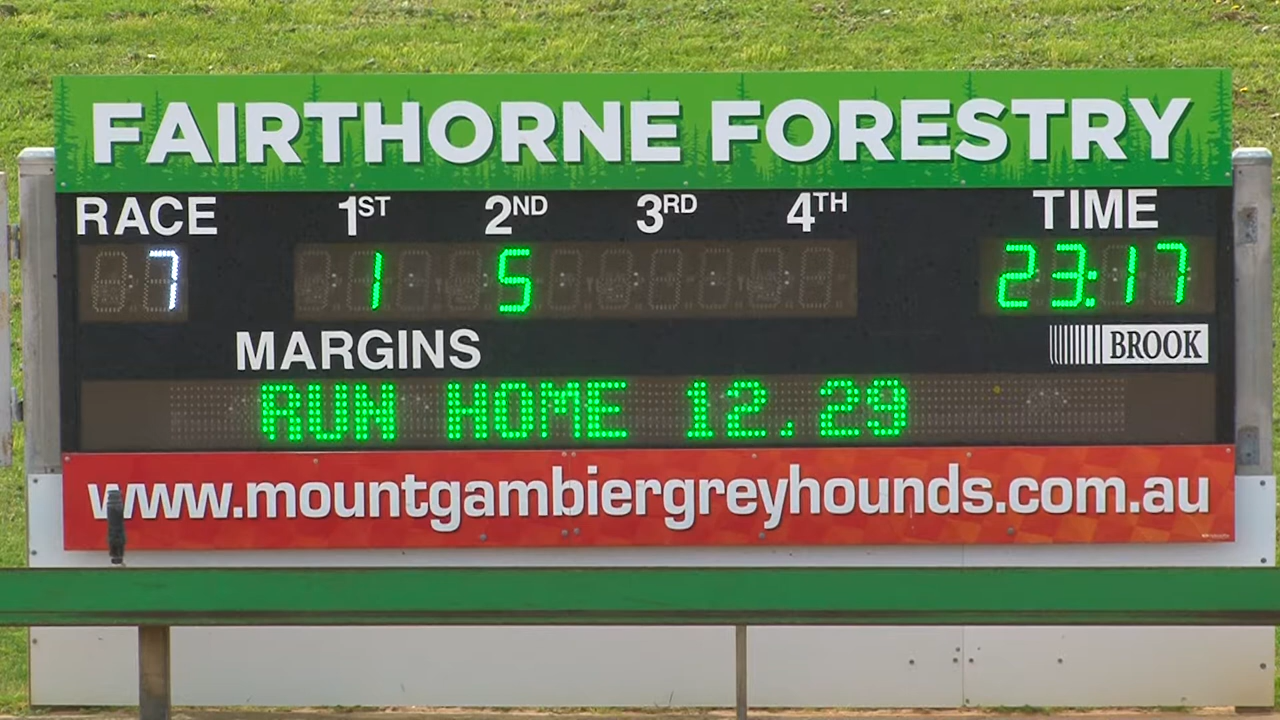 FAIRTHORNE FORESTRY
RACE 1ST 2ND 3RD 4TH TIME
7 1 5 23:17
MARGINS BROOK
RUN HOME 12.29
www.mountgambiergreyhounds.com.au